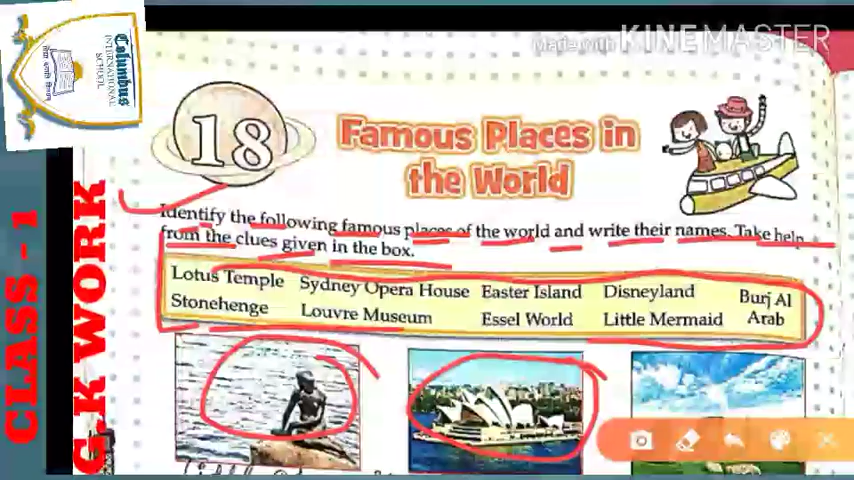 Made with KINEMASTER
Columbus
INTERNATIONAL
SCHOOL
18
Famous Places in
the World
Identify the following famous places of the world and write their names. Take help
from the clues given in the box.
Lotus Temple Sydney Opera House Easter Island Disneyland Burj Al
Stonehenge Louvre Museum Essel World Little Mermaid Arab
CLASS - 1
G.K WORK